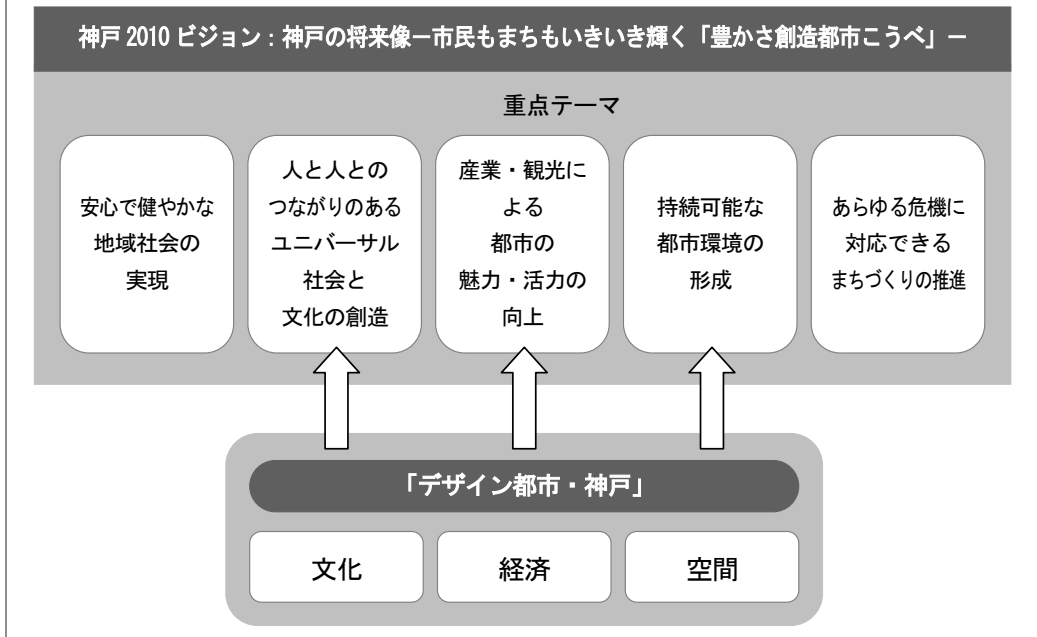 神戸 2010 ビジョン：神戸の将来像－市民もまちもいきいき輝く「豊かさ創造都市こうべ」－
重点テーマ
安心で健やかな
地域社会の
実現
人と人との
つながりのある
ユニバーサル
社会と
文化の創造
産業・観光に
よる
都市の
魅力・活力の
向上
持続可能な
都市環境の
形成
あらゆる危機に
対応できる
まちづくりの推進
「デザイン都市・神戸」
文化
経済
空間